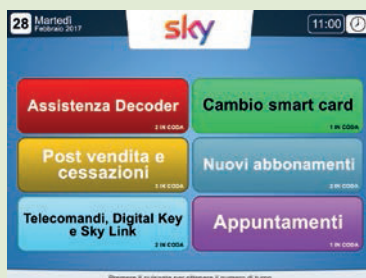 28 Martedì
Febbraio 2017
sky
11:00
Assistenza Decoder
2 IN CODA
Cambio smart card
1 IN CODA
Post vendita e
cessazioni
3 IN CODA
Nuovi abbonamenti
2 IN CODA
Telecomandi, Digital Key
e Sky Link
2 IN CODA
Appuntamenti
1 IN CODA